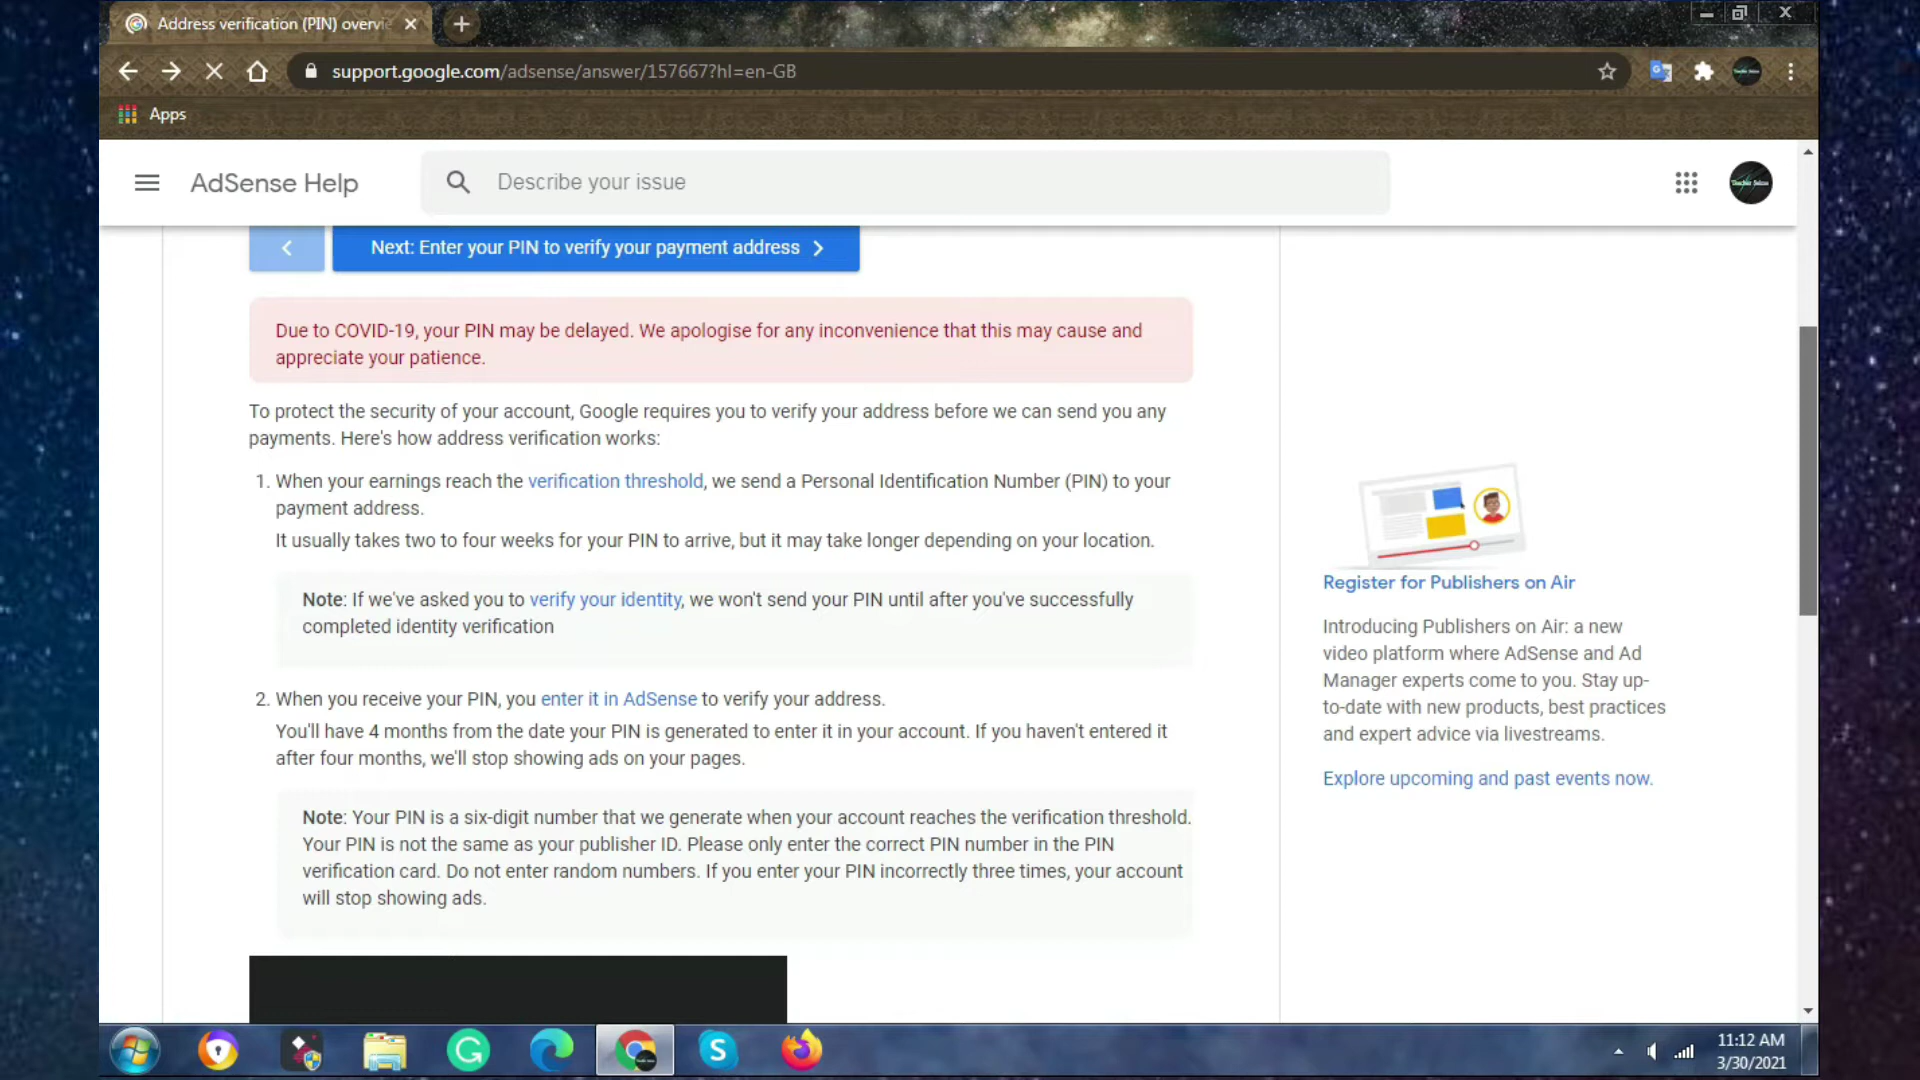 Address verification (PIN) overvie
support.google.com/adsense/answer/157667?hl=en-GB
Apps
AdSense Help
Describe your issue
Next: Enter your PIN to verify your payment address
Due to COVID-19, your PIN may be delayed. We apologise for any inconvenience that this may cause and
appreciate your patience.
To protect the security of your account, Google requires you to verify your address before we can send you any
payments. Here's how address verification works:
1. When your earnings reach the verification threshold, we send a Personal Identification Number (PIN) to your
payment address.
It usually takes two to four weeks for your PIN to arrive, but it may take longer depending on your location.
Note: If we've asked you to verify your identity, we won't send your PIN until after you've successfully
completed identity verification
2. When you receive your PIN, you enter it in AdSense to verify your address.
You'll have 4 months from the date your PIN is generated to enter it in your account. If you haven't entered it
after four months, we'll stop showing ads on your pages.
Note: Your PIN is a six-digit number that we generate when your account reaches the verification threshold.
Your PIN is not the same as your publisher ID. Please only enter the correct PIN number in the PIN
verification card. Do not enter random numbers. If you enter your PIN incorrectly three times, your account
will stop showing ads.
Register for Publishers on Air
Introducing Publishers on Air: a new
video platform where AdSense and Ad
Manager experts come to you. Stay up-
to-date with new products, best practices
and expert advice via livestreams.
Explore upcoming and past events now.
11:12 AM
3/30/2021